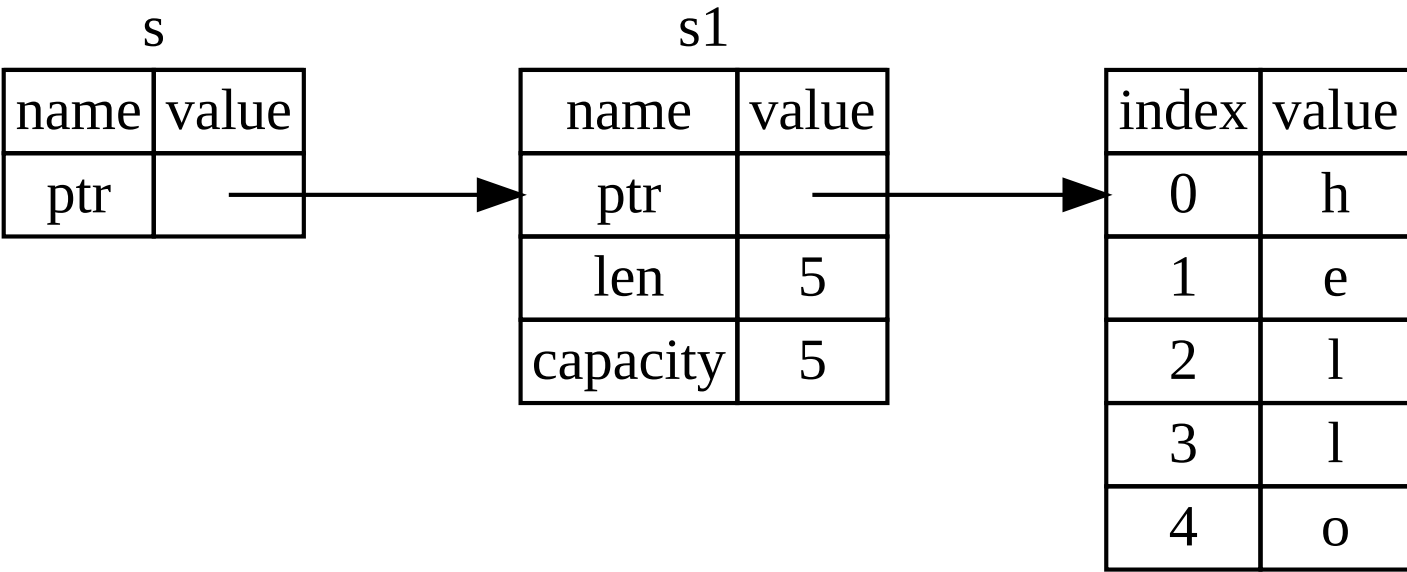 s
name value
ptr
s1
name value
ptr
len 5
capacity 5
index value
0 h
1 e
2 l
3 l
4 o